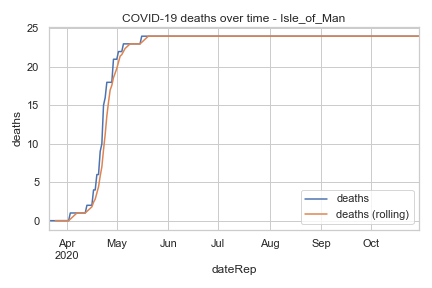 COVID-19 deaths over time - Isle_of_Man
25
20
15
10
5
0
deaths
deaths
deaths (rolling)
Apr May Jun Jul Aug Sep Oct
2020
dateRep